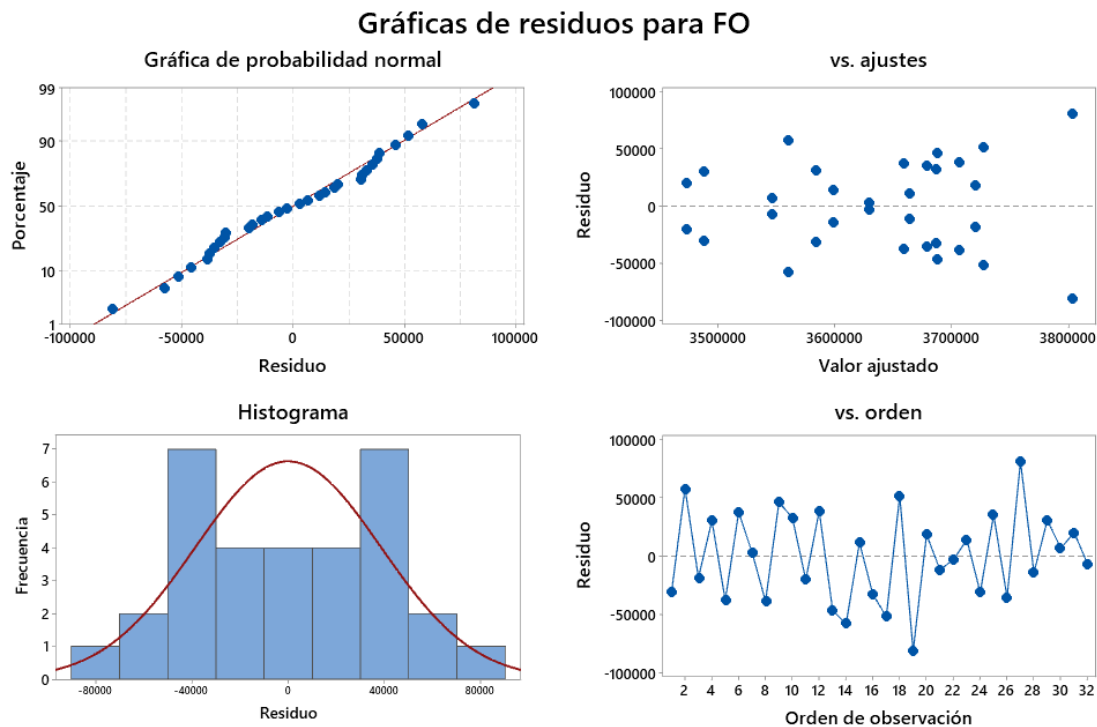 Gráficas de residuos para FO
Gráfica de probabilidad normal
99
90
50
10
1
Porcentaje
-100000 -50000 0 50000 100000
Residuo
vs. ajustes
100000
50000
0
-50000
-100000
Residuo
3500000 3600000 3700000 3800000
Valor ajustado
Histograma
7
6
5
4
3
2
1
0
Frecuencia
-80000 -40000 0 40000 80000
Residuo
vs. orden
100000
50000
0
-50000
-100000
Residuo
2 4 6 8 10 12 14 16 18 20 22 24 26 28 30 32
Orden de observación